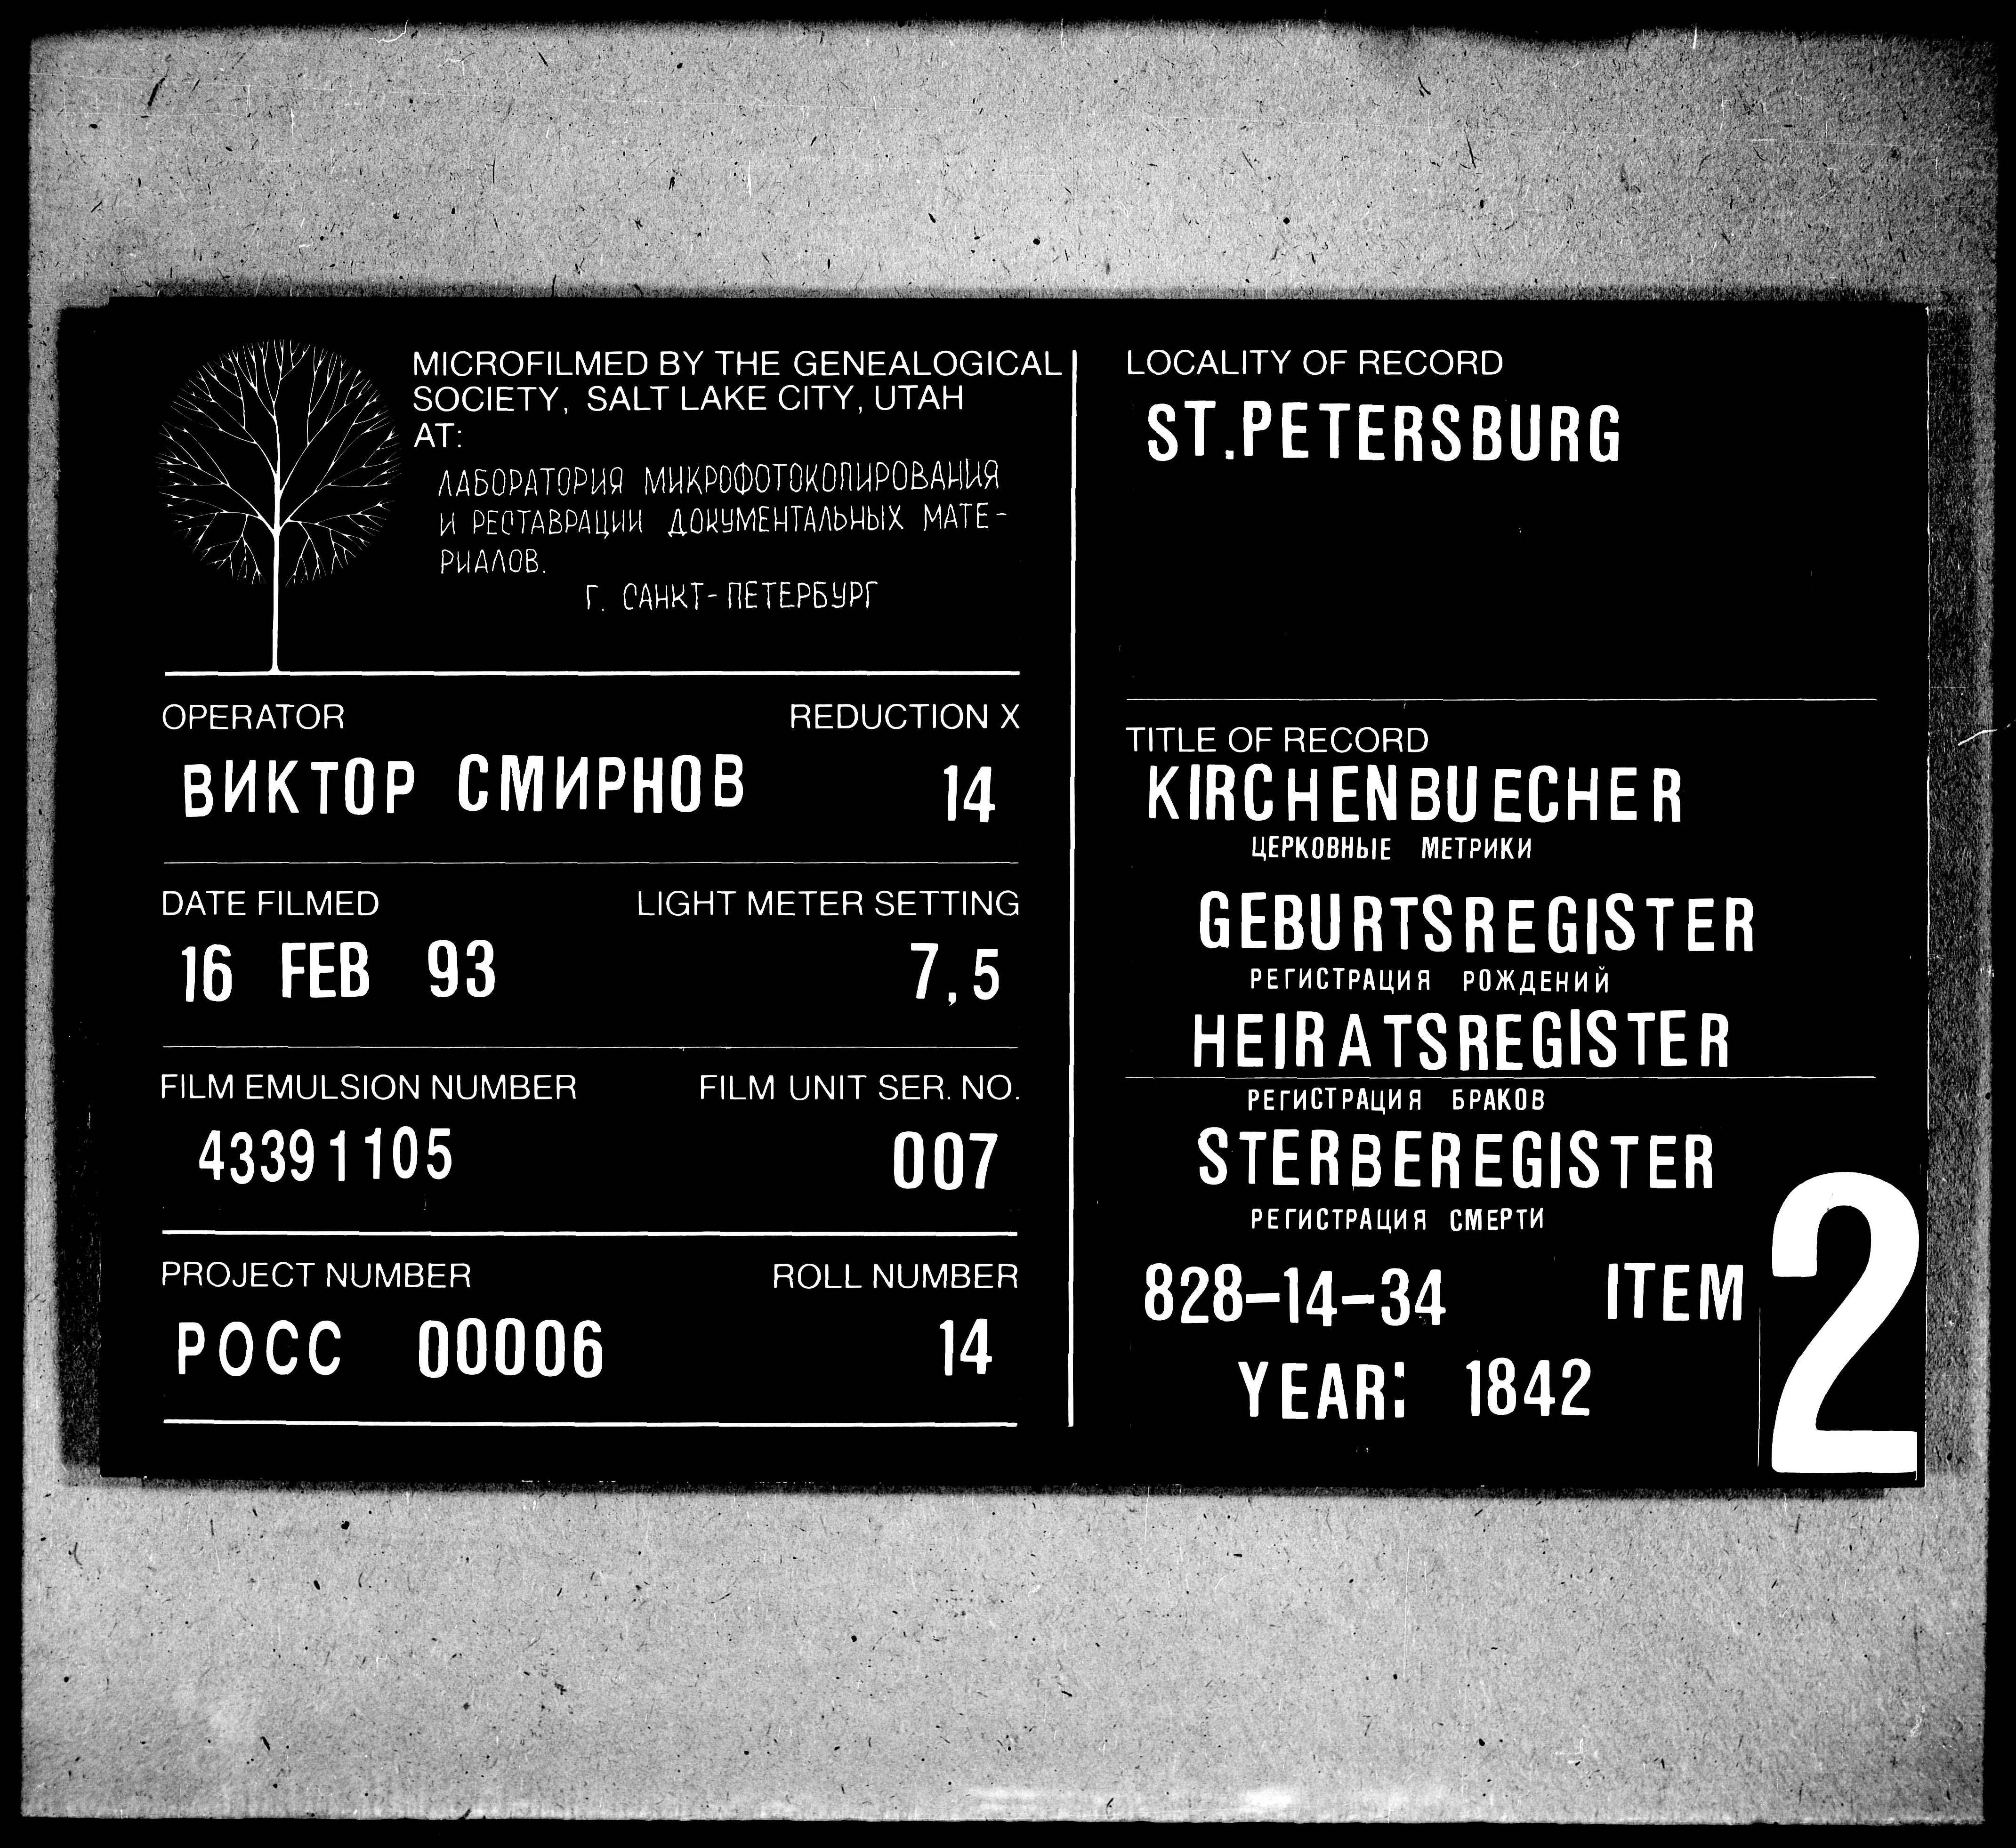 MICROFILMED BY THE GENEALOGICAL
SOCIETY, SALT LAKE CITY, UTAH
AT:
ЛАБОРАТОРИЯ МИКРОФОТОКОПИРОВАНИЯ
И РЕСТАВРАЦИИ ДОКУМЕНТАЛЬНЫХ МАТЕ-
РИАЛОВ.
Г. САНКТ-ПЕТЕРБУРГ
OPERATOR REDUCTION X
ВИКТОР СМИРНОВ 14
DATE FILMED LIGHT METER SETTING
16 FEB 93 7,5
FILM EMULSION NUMBER FILM UNIT SER. NO.
43391105 007
PROJECT NUMBER ROLL NUMBER
РОСС 00006 14
LOCALITY OF RECORD
ST.PETERSBURG
TITLE OF RECORD
KIRCHENBUECHER
ЦЕРКОВНЫЕ МЕТРИКИ
GEBURTSREGISTER
РЕГИСТРАЦИЯ РОЖДЕНИЙ
HEIRATSREGISTER
РЕГИСТРАЦИЯ БРАКОВ
STERBEREGISTER
РЕГИСТРАЦИЯ СМЕРТИ
828-14-34 ITEM 2
YEAR: 1842